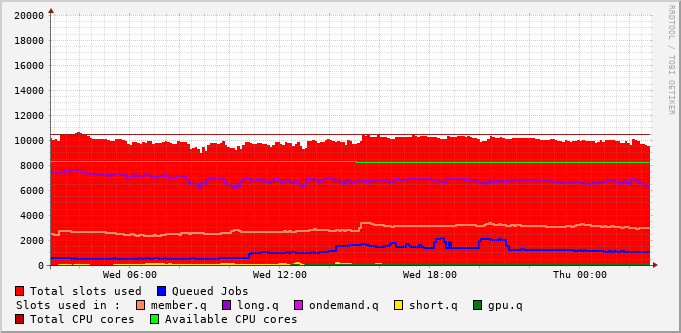 20000
18000
16000
14000
12000
10000
8000
6000
4000
2000
0
Wed 06:00 Wed 12:00 Wed 18:00 Thu 00:00
RRDTOOL / TOBI OETIKER
Total slots used Queued Jobs
Slots used in : member.q long.q ondemand.q short.q gpu.q
Total CPU cores Available CPU cores